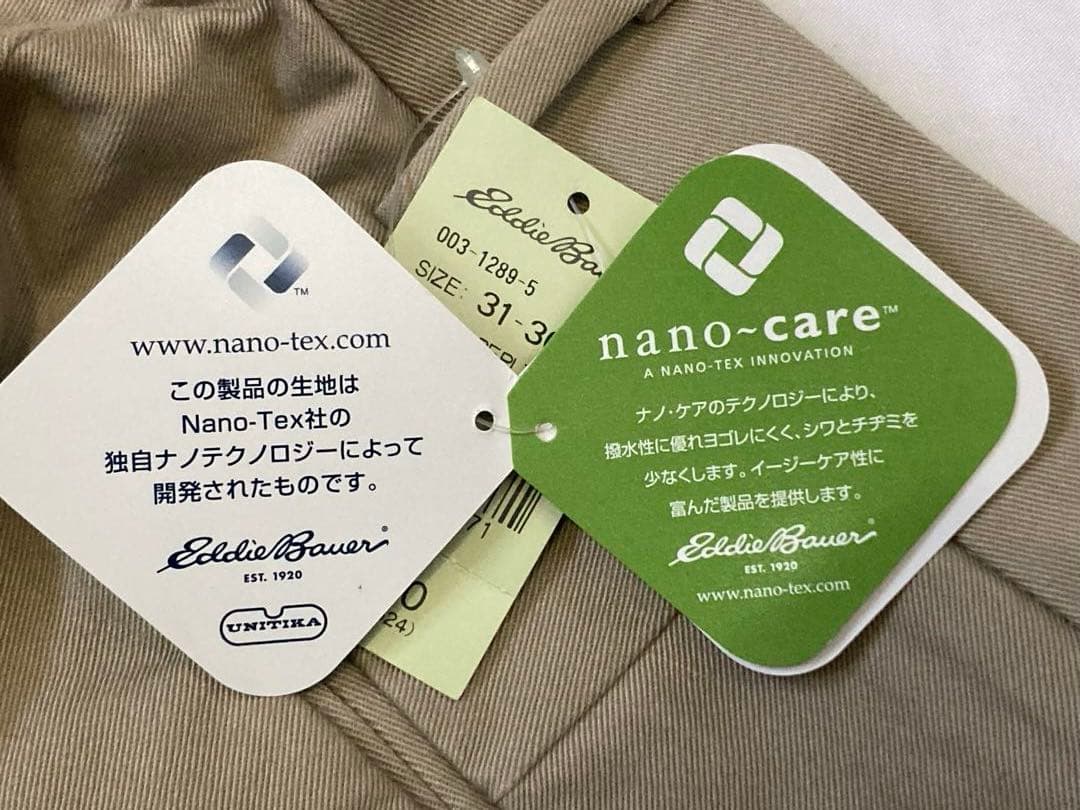 TM
www.nano-tex.com
この製品の生地は
Nano-Tex社の
独自ナノテクノロジーによって
開発されたものです。
Eddie Bauer®
EST. 1920
UNITIKA
Eddie
003-1289-5
SIZE: 31-
71
24)
nano~care™
A NANO-TEX INNOVATION
ナノ・ケアのテクノロジーにより、
撥水性に優れヨゴレにくく、シワとチヂミを
少なくします。イージーケア性に
富んだ製品を提供します。
Eddie Bauer®
EST. 1920
www.nano-tex.com